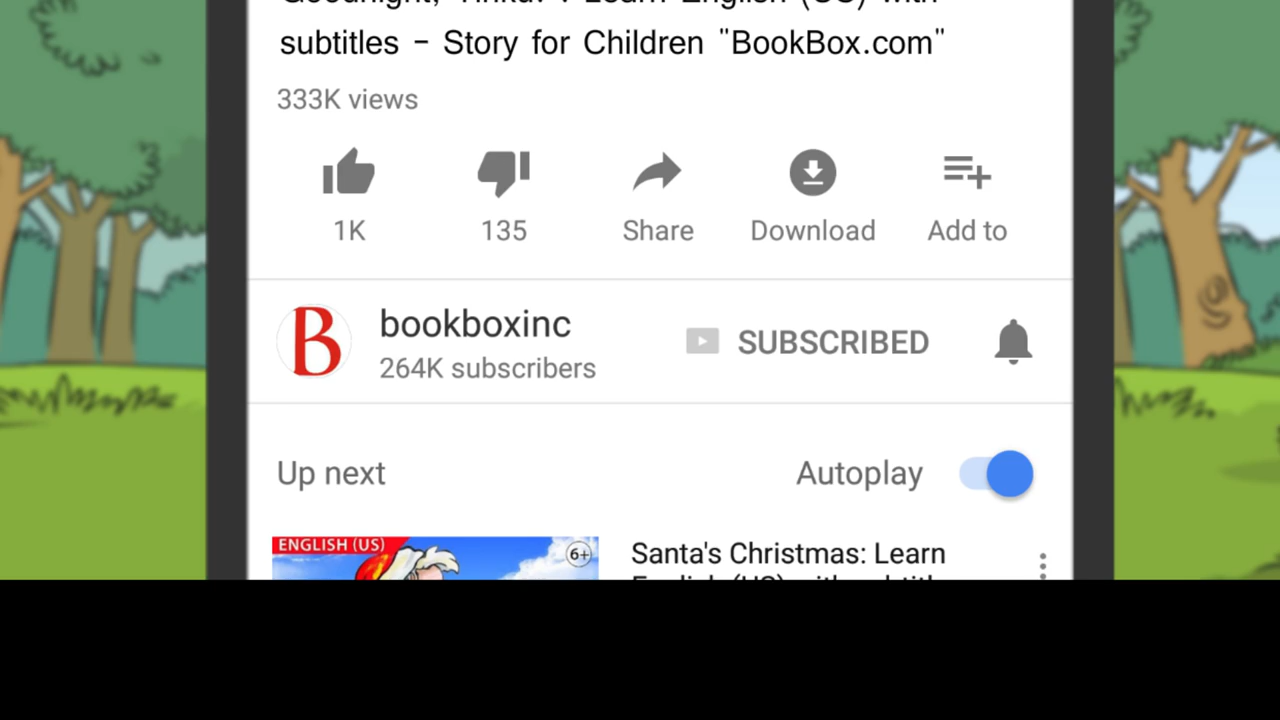 subtitles - Story for Children "BookBox.com"
333K views
1K
135
Share
Download
Add to
B
bookboxinc
264K subscribers
SUBSCRIBED
Up next
Autoplay
ENGLISH (US)
6+
Santa's Christmas: Learn